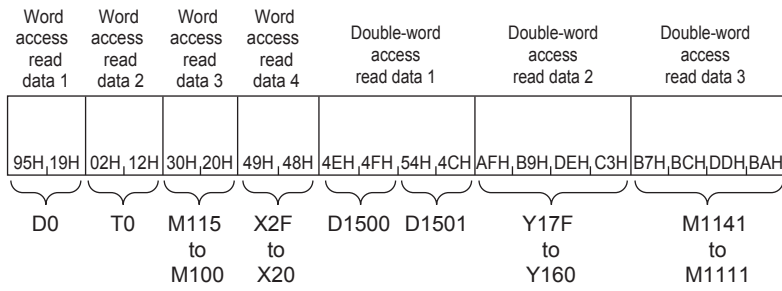 Word access read data 1
Word access read data 2
Word access read data 3
Word access read data 4
Double-word access read data 1
Double-word access read data 2
Double-word access read data 3
95H 19H 02H 12H 30H 20H 49H 48H 4EH 4FH 54H 4CH AFH B9H DEH C3H B7H BCH DDH BAH
D0
T0
M115 to M100
X2F to X20
D1500
D1501
Y17F to Y160
M1141 to M1111